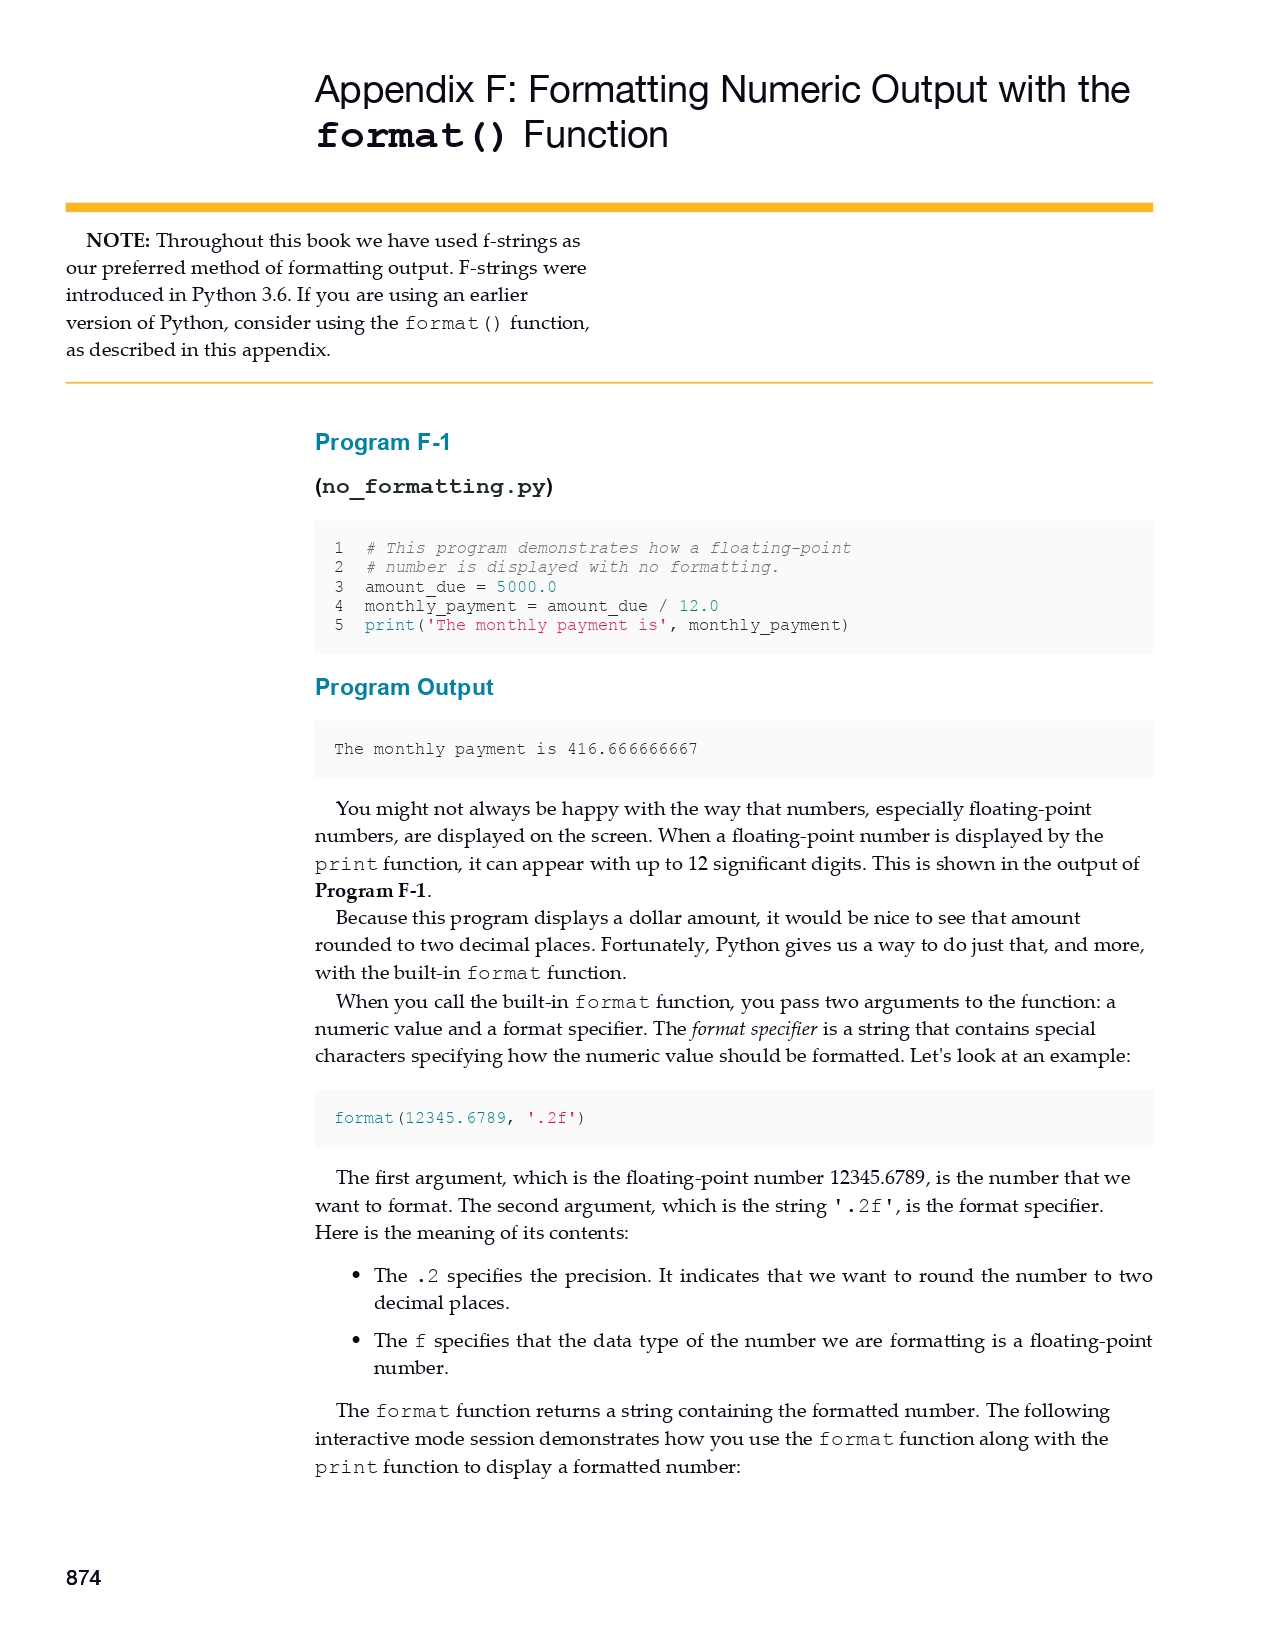 Appendix F: Formatting Numeric Output with the
format() Function
NOTE: Throughout this book we have used f-strings as
our preferred method of formatting output. F-strings were
introduced in Python 3.6. If you are using an earlier
version of Python, consider using the format() function,
as described in this appendix.
Program F-1
(no_formatting.py)
1 # This program demonstrates how a floating-point
2 # number is displayed with no formatting.
3 amount_due = 5000.0
4 monthly_payment = amount_due / 12.0
5 print('The monthly payment is', monthly_payment)
Program Output
The monthly payment is 416.666666667
You might not always be happy with the way that numbers, especially floating-point
numbers, are displayed on the screen. When a floating-point number is displayed by the
print function, it can appear with up to 12 significant digits. This is shown in the output of
Program F-1.
Because this program displays a dollar amount, it would be nice to see that amount
rounded to two decimal places. Fortunately, Python gives us a way to do just that, and more,
with the built-in format function.
When you call the built-in format function, you pass two arguments to the function: a
numeric value and a format specifier. The format specifier is a string that contains special
characters specifying how the numeric value should be formatted. Let's look at an example:
format(12345.6789, '.2f')
The first argument, which is the floating-point number 12345.6789, is the number that we
want to format. The second argument, which is the string '.2f', is the format specifier.
Here is the meaning of its contents:
• The .2 specifies the precision. It indicates that we want to round the number to two
decimal places.
• The f specifies that the data type of the number we are formatting is a floating-point
number.
The format function returns a string containing the formatted number. The following
interactive mode session demonstrates how you use the format function along with the
print function to display a formatted number:
874